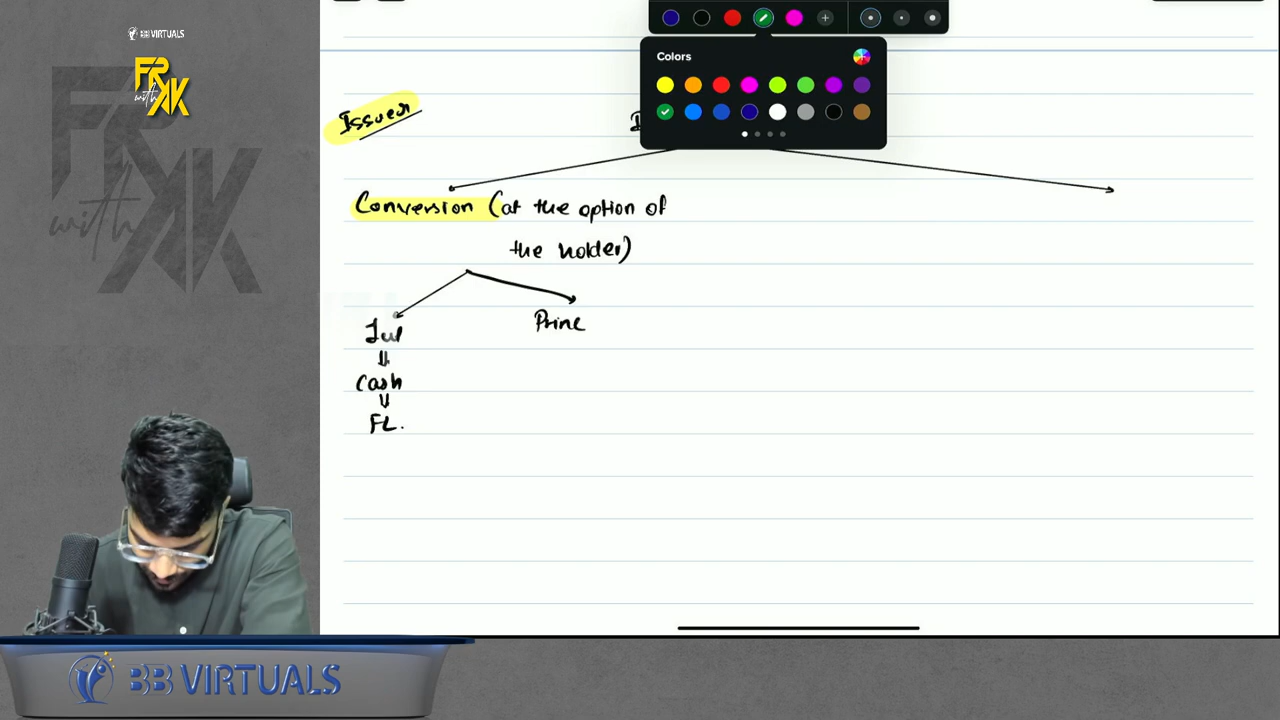 BB VIRTUALS
FR
with
AK
Colors
Issuer
Conversion (at the option of
the holder)
Princ
Cash
FL.
BB VIRTUALS